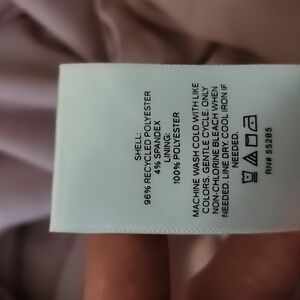 SHELL:
96% RECYCLED POLYESTER
4% SPANDEX
LINING:
100% POLYESTER
MACHINE WASH COLD WITH LIKE
COLORS, GENTLE CYCLE. ONLY
NON-CHLORINE BLEACH WHEN
NEEDED. LINE DRY. COOL IRON IF
NEEDED.
RN# 55285